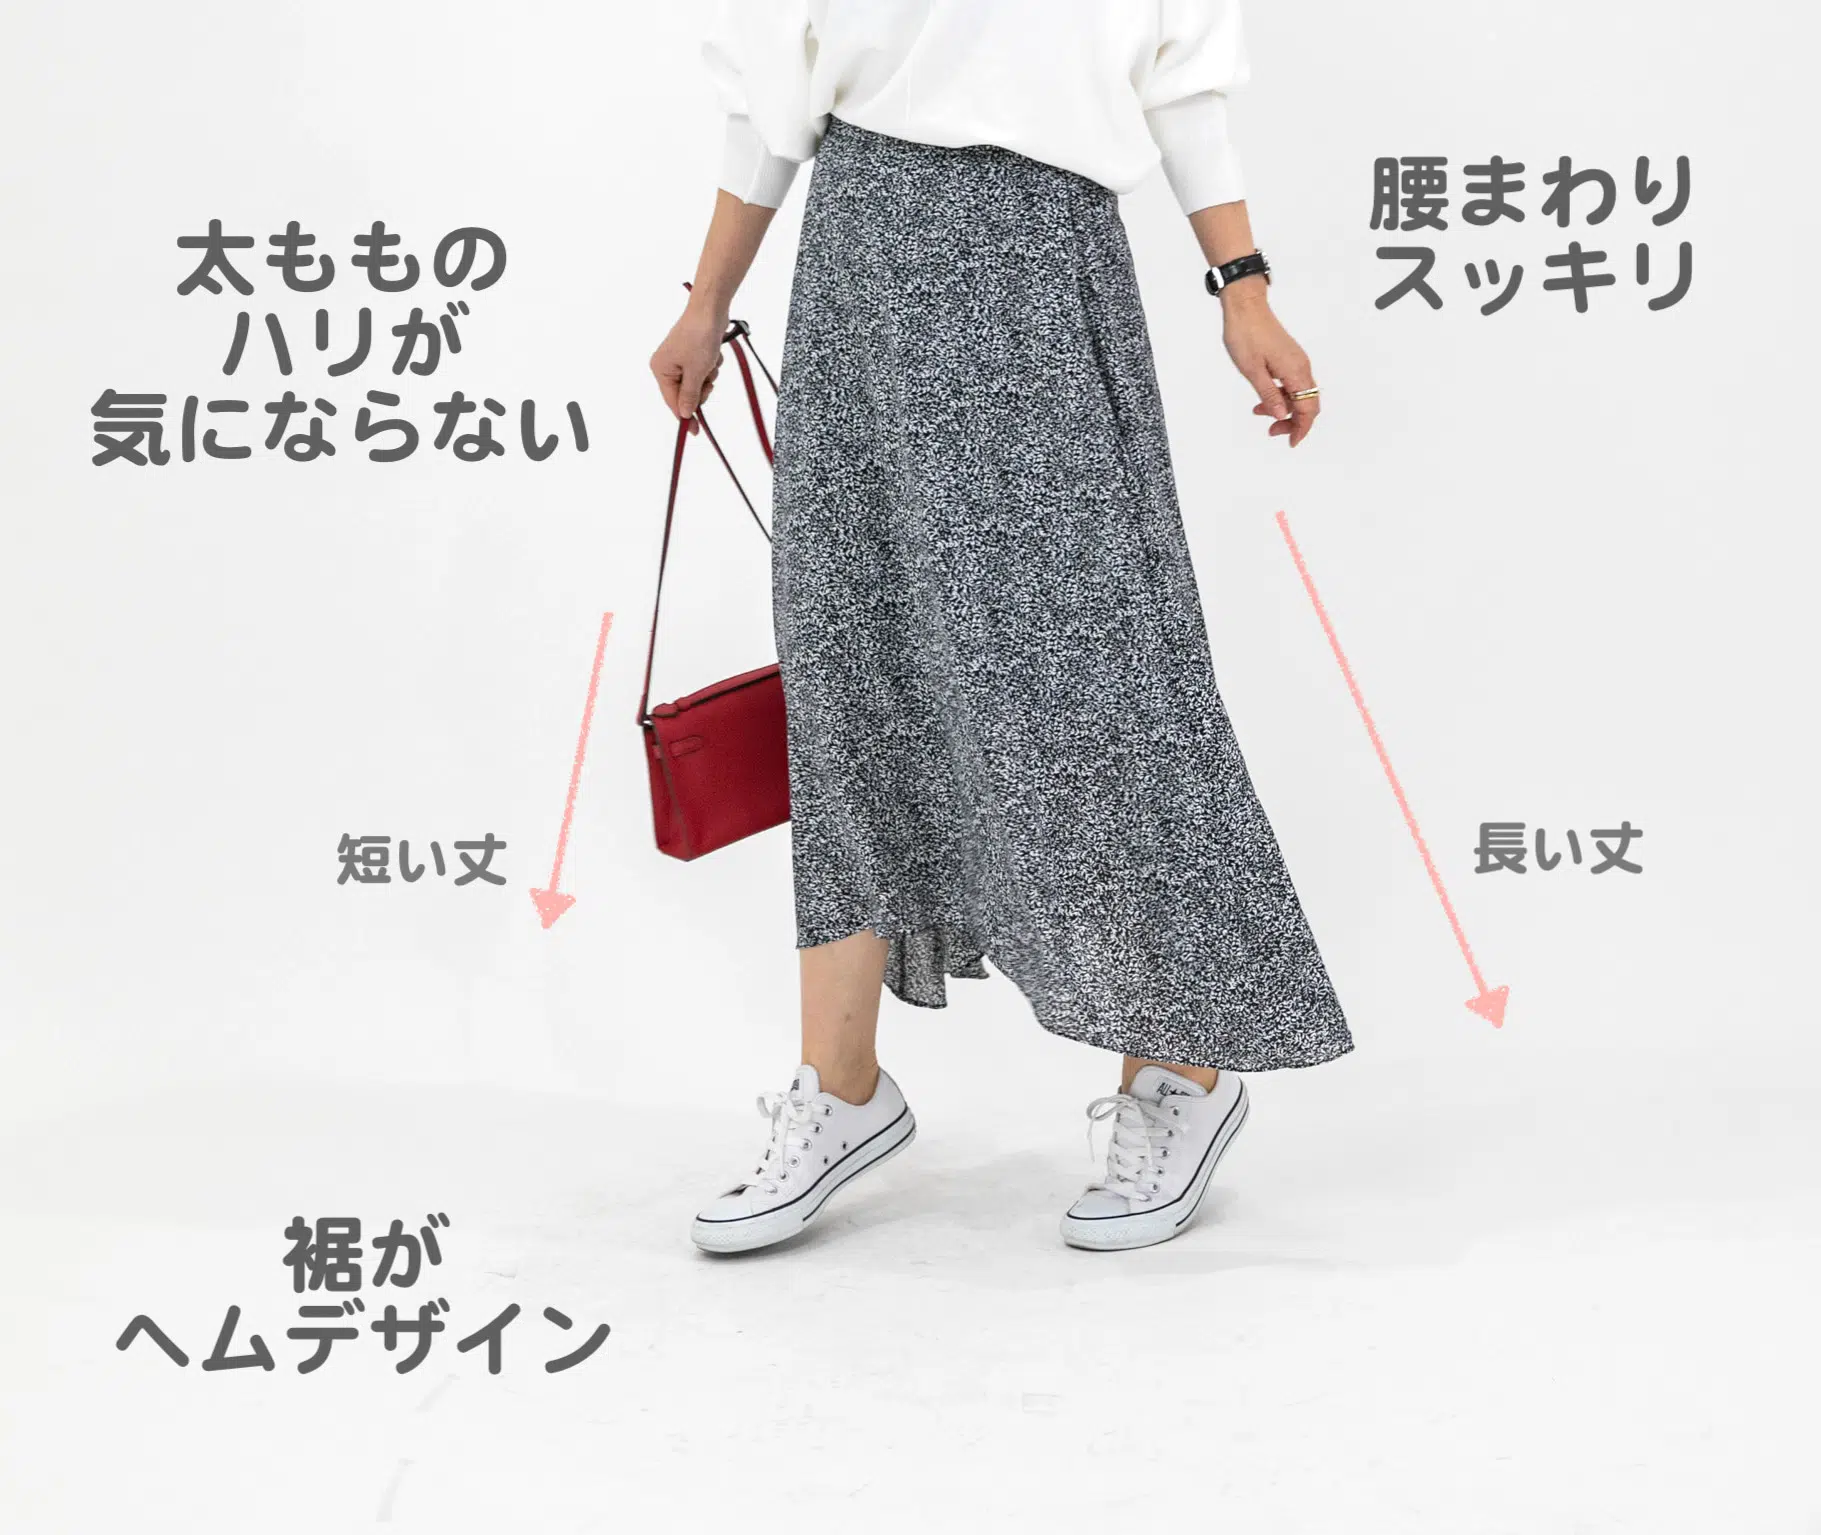 腰まわり
スッキリ
太ももの
ハリが
気にならない
短い丈
長い丈
裾が
ヘムデザイン
ALL★